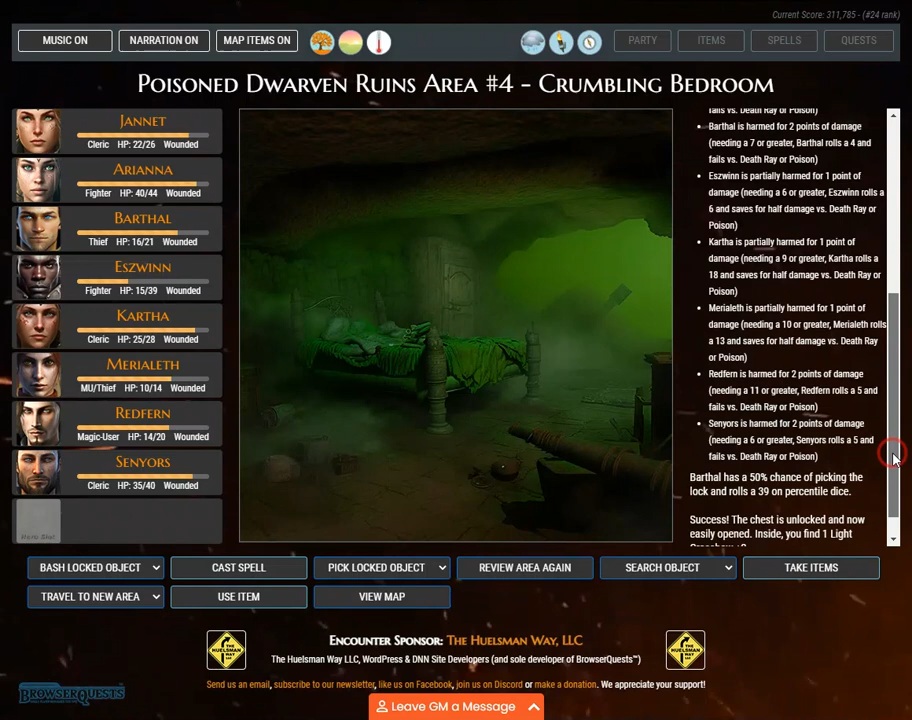 Current Score: 311,785 - (#24 rank)
MUSIC ON
NARRATION ON
MAP ITEMS ON
PARTY
ITEMS
SPELLS
QUESTS
Poisoned Dwarven Ruins Area #4 - Crumbling Bedroom
Jannet
Cleric HP: 22/26 Wounded
Arianna
Fighter HP: 40/44 Wounded
Barthal
Thief HP: 16/21 Wounded
Eszwinn
Fighter HP: 15/39 Wounded
Kartha
Cleric HP: 25/28 Wounded
Merialeth
MU/Thief HP: 10/14 Wounded
Redfern
Magic-User HP: 14/20 Wounded
Senyors
Cleric HP: 35/40 Wounded
fails vs. Death Ray or Poison)
Barthal is harmed for 2 points of damage
(needing a 7 or greater, Barthal rolls a 4 and
fails vs. Death Ray or Poison)
Eszwinn is partially harmed for 1 point of
damage (needing a 6 or greater, Eszwinn rolls a
6 and saves for half damage vs. Death Ray or
Poison)
Kartha is partially harmed for 1 point of
damage (needing a 9 or greater, Kartha rolls a
18 and saves for half damage vs. Death Ray or
Poison)
Merialeth is partially harmed for 1 point of
damage (needing a 10 or greater, Merialeth rolls
a 13 and saves for half damage vs. Death Ray
or Poison)
Redfern is harmed for 2 points of damage
(needing a 11 or greater, Redfern rolls a 5 and
fails vs. Death Ray or Poison)
Senyors is harmed for 2 points of damage
(needing a 6 or greater, Senyors rolls a 5 and
fails vs. Death Ray or Poison)
Barthal has a 50% chance of picking the
lock and rolls a 39 on percentile dice.
Success! The chest is unlocked and now
easily opened. Inside, you find 1 Light
BASH LOCKED OBJECT
CAST SPELL
PICK LOCKED OBJECT
REVIEW AREA AGAIN
SEARCH OBJECT
TAKE ITEMS
TRAVEL TO NEW AREA
USE ITEM
VIEW MAP
Encounter Sponsor: The Huelsman Way, LLC
The Huelsman Way LLC, WordPress & DNN Site Developers (and sole developer of BrowserQuests™)
Send us an email, subscribe to our newsletter, like us on Facebook, join us on Discord or make a donation. We appreciate your support!
BrowserQuests
Leave GM a Message